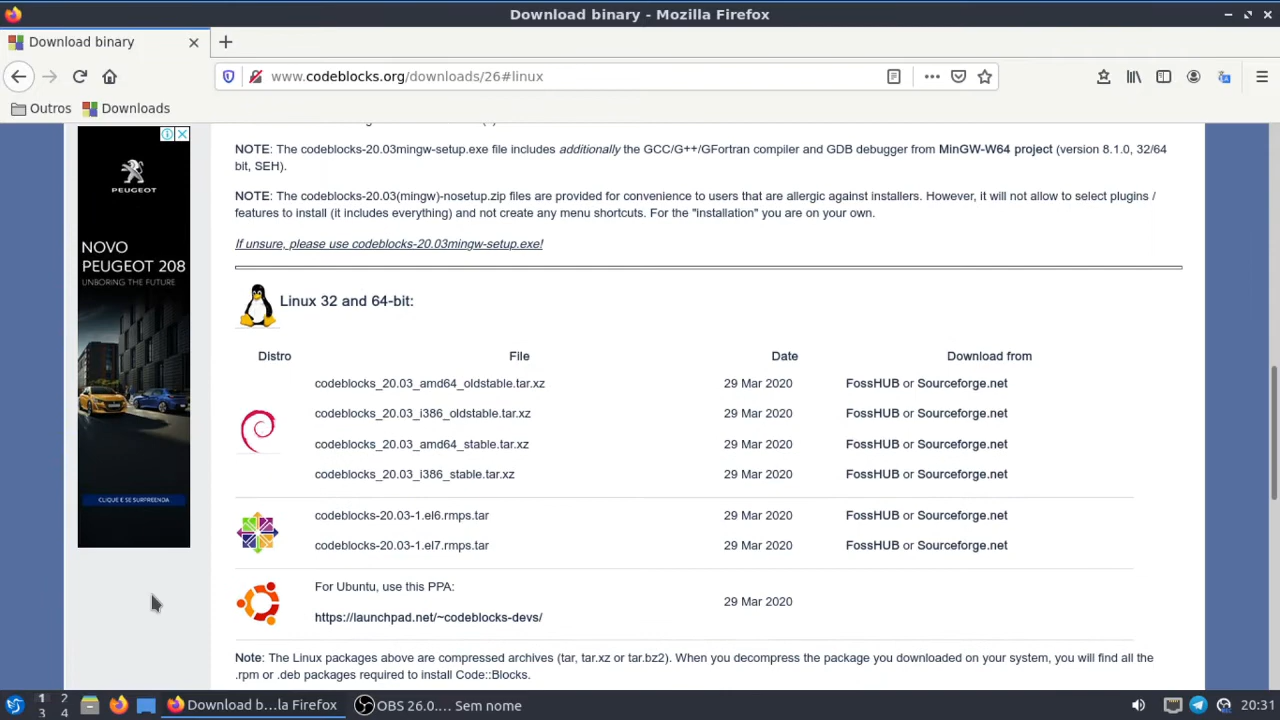 Download binary - Mozilla Firefox
Download binary
www.codeblocks.org/downloads/26#linux
Outros
Downloads
PEUGEOT
NOVO
PEUGEOT 208
UNBORING THE FUTURE
CLIQUE E SE SURPREENDA
NOTE: The codeblocks-20.03mingw-setup.exe file includes additionally the GCC/G++/GFortran compiler and GDB debugger from MinGW-W64 project (version 8.1.0, 32/64
bit, SEH).
NOTE: The codeblocks-20.03(mingw)-nosetup.zip files are provided for convenience to users that are allergic against installers. However, it will not allow to select plugins /
features to install (it includes everything) and not create any menu shortcuts. For the "installation" you are on your own.
If unsure, please use codeblocks-20.03mingw-setup.exe!
Linux 32 and 64-bit:
Distro File Date Download from
codeblocks_20.03_amd64_oldstable.tar.xz 29 Mar 2020 FossHUB or Sourceforge.net
codeblocks_20.03_i386_oldstable.tar.xz 29 Mar 2020 FossHUB or Sourceforge.net
codeblocks_20.03_amd64_stable.tar.xz 29 Mar 2020 FossHUB or Sourceforge.net
codeblocks_20.03_i386_stable.tar.xz 29 Mar 2020 FossHUB or Sourceforge.net
codeblocks-20.03-1.el6.rmps.tar 29 Mar 2020 FossHUB or Sourceforge.net
codeblocks-20.03-1.el7.rmps.tar 29 Mar 2020 FossHUB or Sourceforge.net
For Ubuntu, use this PPA:
29 Mar 2020
https://launchpad.net/~codeblocks-devs/
Note: The Linux packages above are compressed archives (tar, tar.xz or tar.bz2). When you decompress the package you downloaded on your system, you will find all the
.rpm or .deb packages required to install Code::Blocks.
1 2
3 4
Download b...la Firefox
OBS 26.0.... Sem nome
20:31